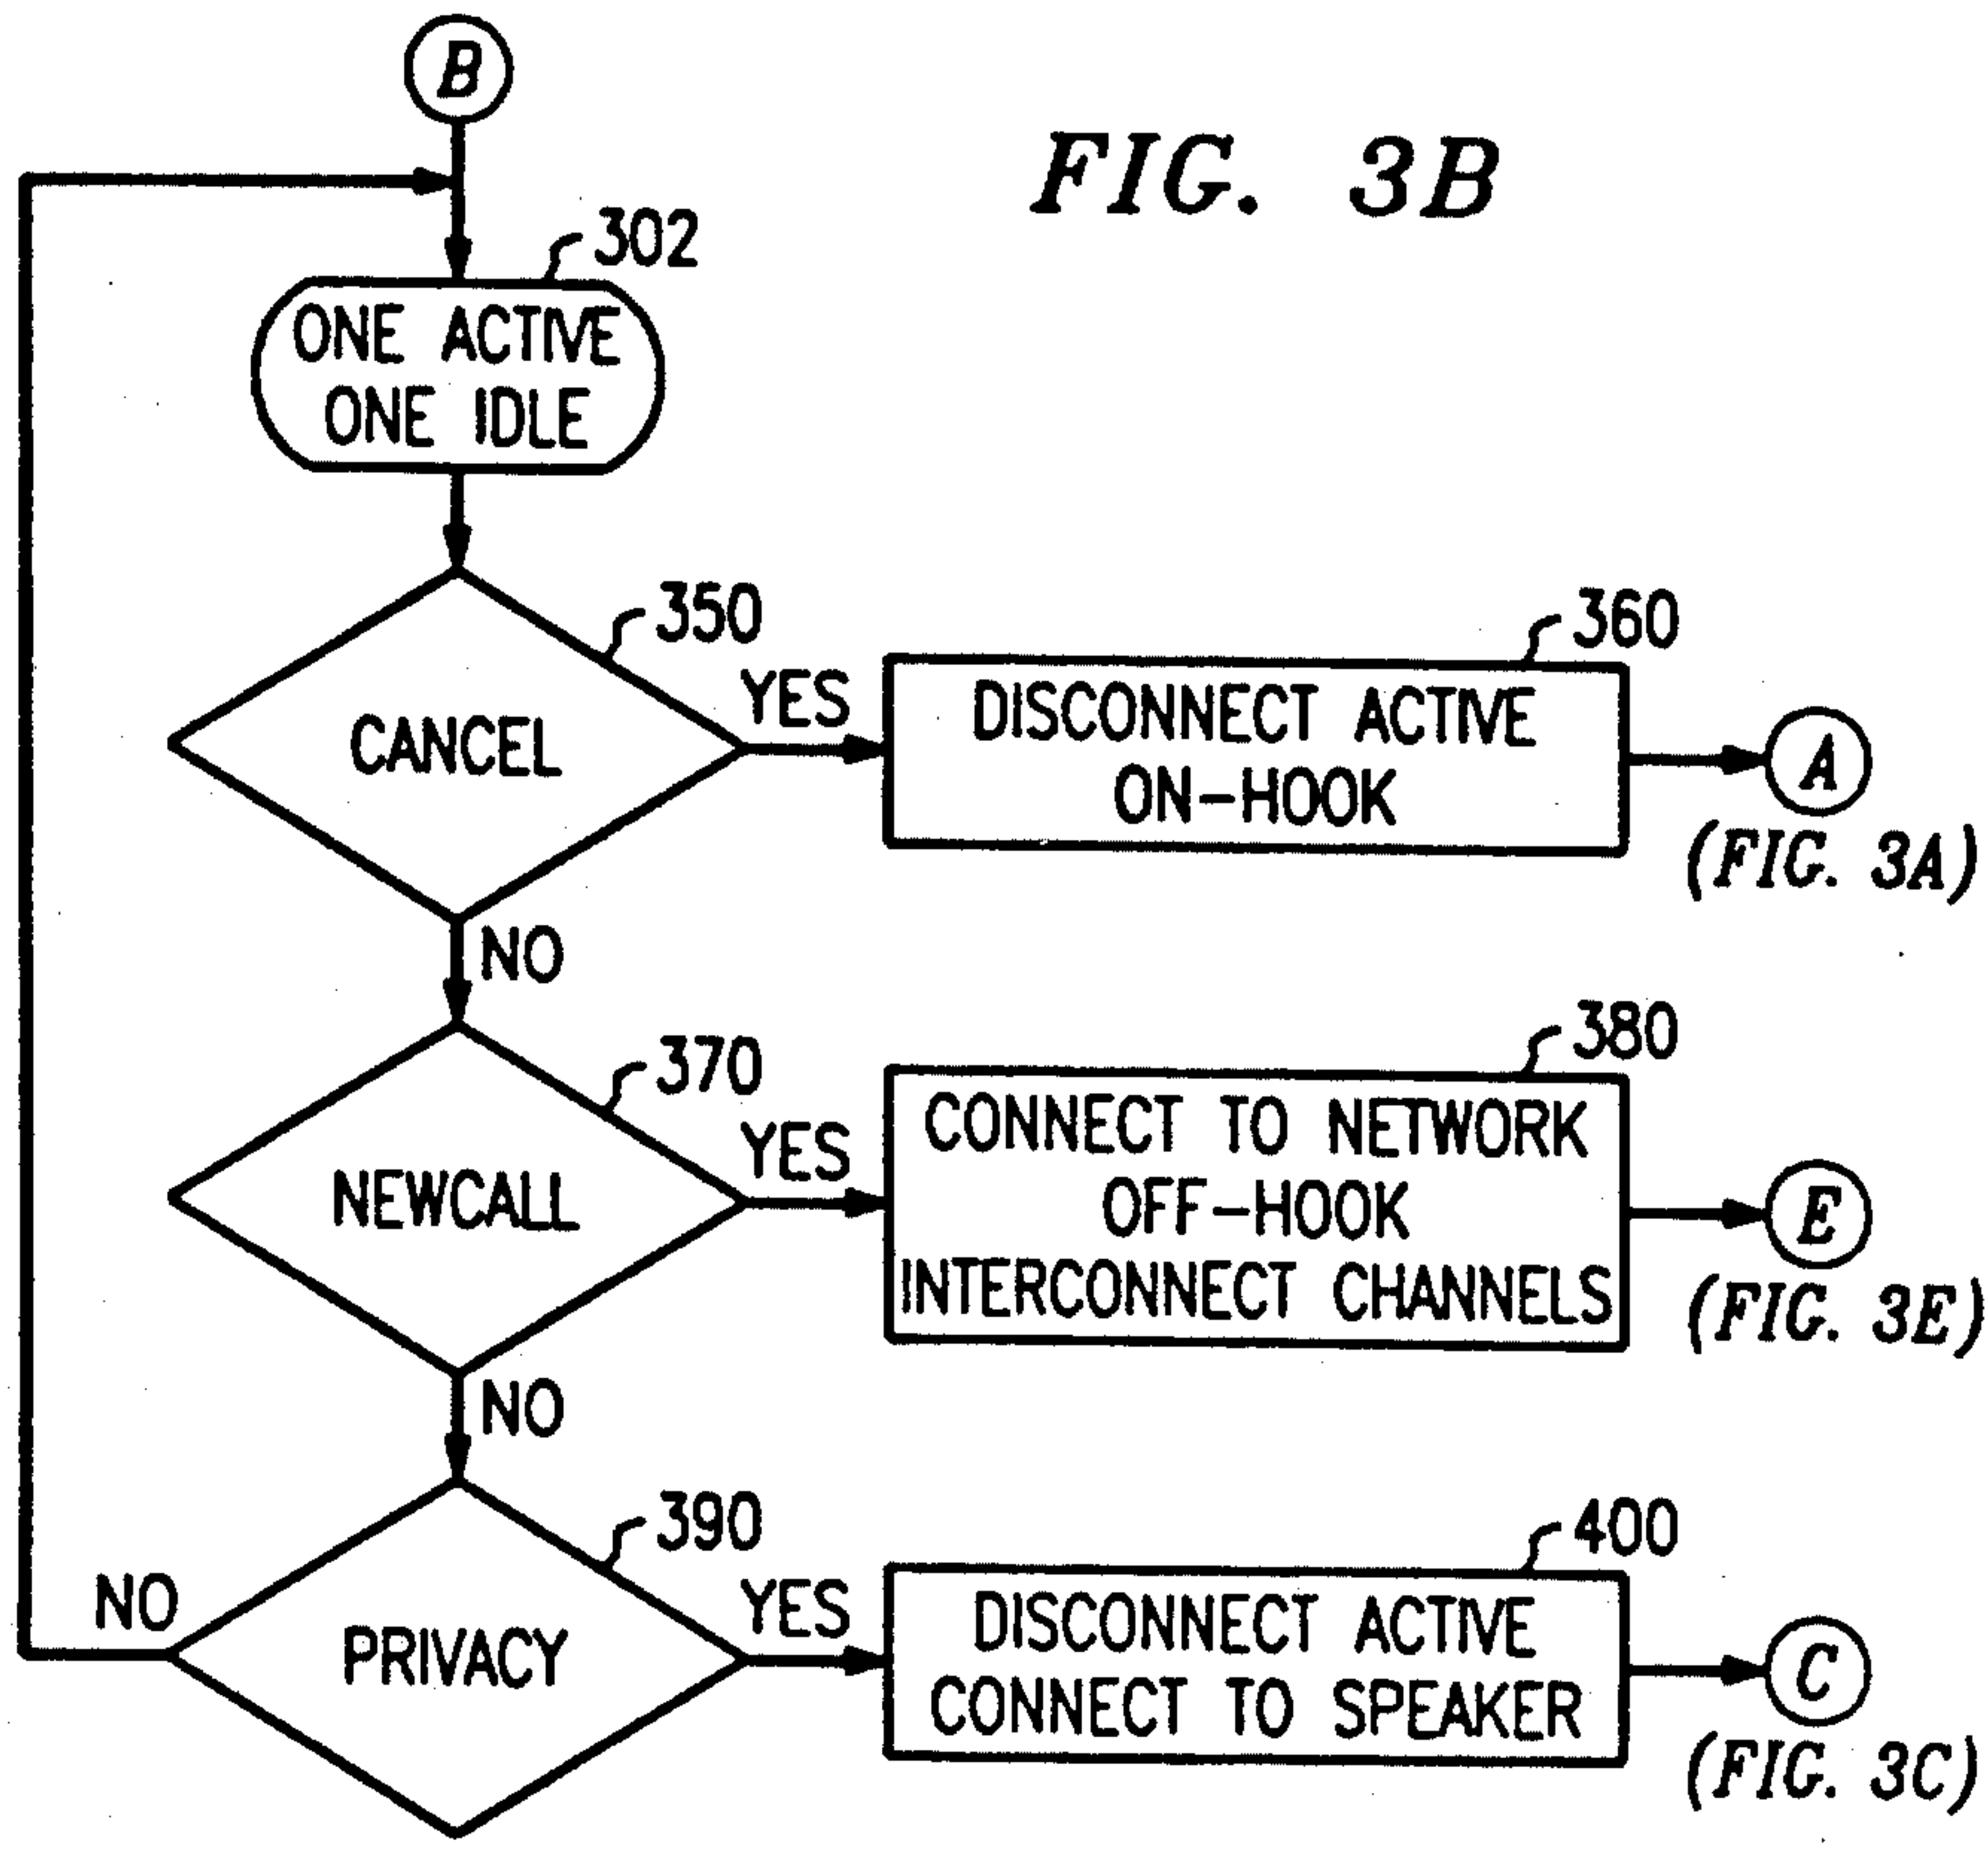 B
FIG. 3B
302
ONE ACTIVE
ONE IDLE
350
CANCEL
YES
360
DISCONNECT ACTIVE
ON-HOOK
A
(FIG. 3A)
NO
370
NEWCALL
YES
380
CONNECT TO NETWORK
OFF-HOOK
INTERCONNECT CHANNELS
E
(FIG. 3E)
NO
390
PRIVACY
NO
YES
400
DISCONNECT ACTIVE
CONNECT TO SPEAKER
C
(FIG. 3C)